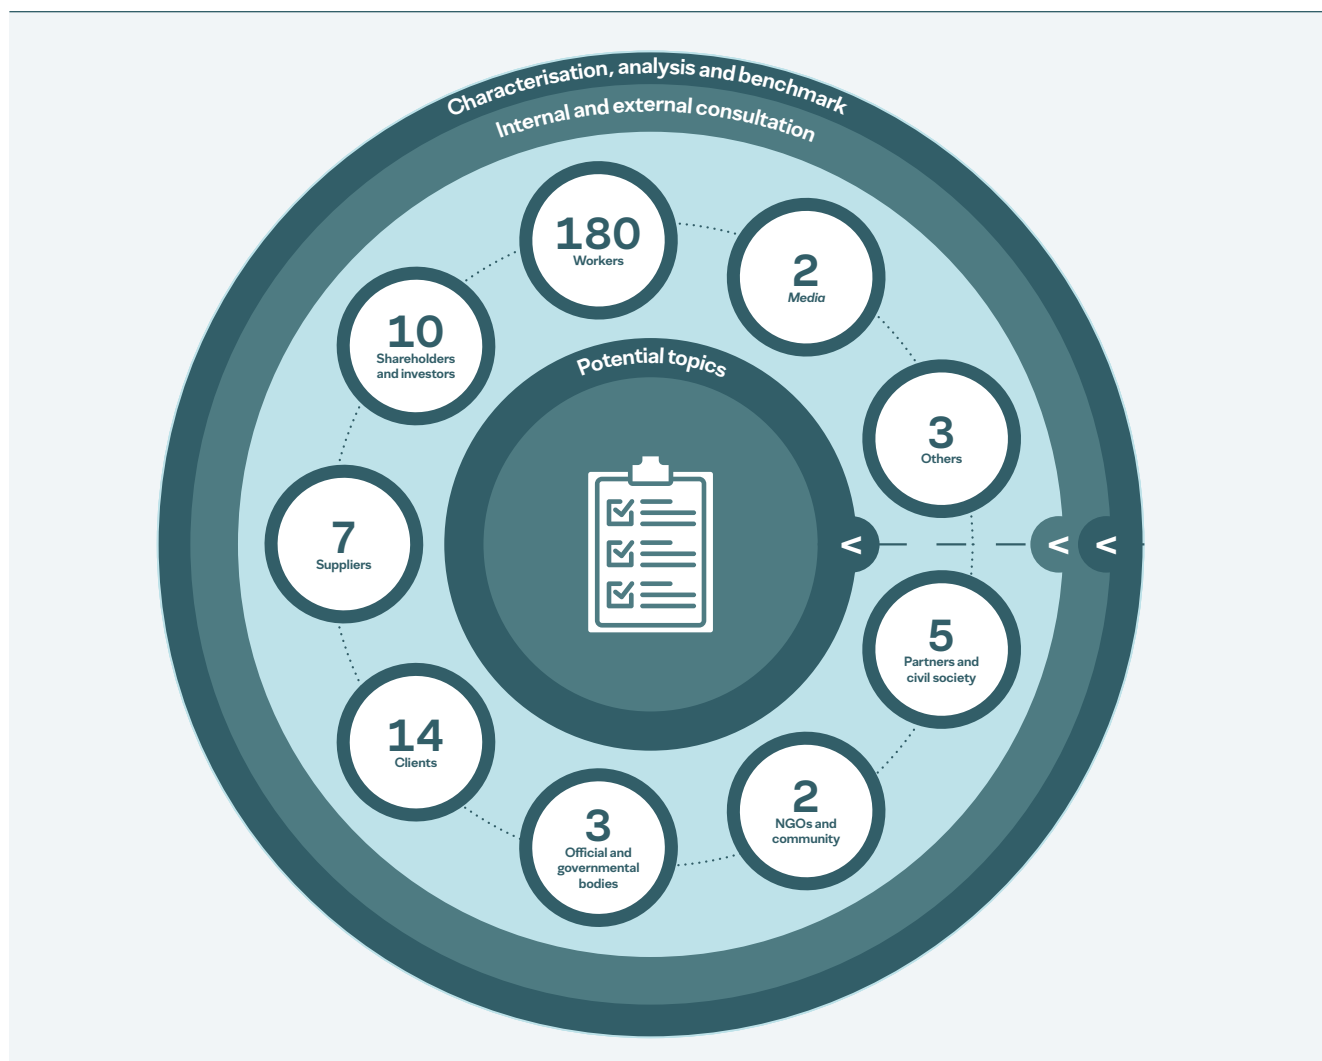 Characterisation, analysis and benchmark
Internal and external consultation
180
Workers
2
Media
10
Shareholders
and investors
Potential topics
3
Others
7
Suppliers
<
<
<
5
Partners and
civil society
14
Clients
2
NGOs and
community
3
Official and
governmental
bodies